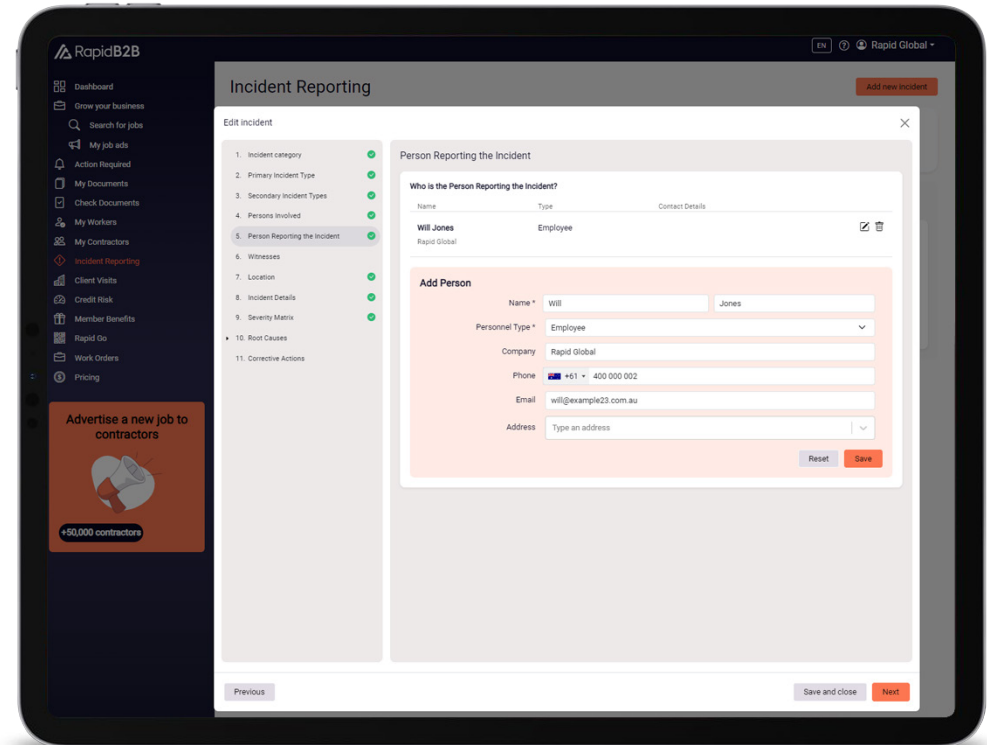 RapidB2B
EN
Rapid Global
Dashboard
Grow your business
Search for jobs
My job ads
Action Required
My Documents
Check Documents
My Workers
My Contractors
Incident Reporting
Client Visits
Credit Risk
Member Benefits
Rapid Go
Work Orders
Pricing
Advertise a new job to
contractors
+50,000 contractors
Incident Reporting
Add new incident
Edit incident
1. Incident category
2. Primary Incident Type
3. Secondary Incident Types
4. Persons Involved
5. Person Reporting the Incident
6. Witnesses
7. Location
8. Incident Details
9. Severity Matrix
10. Root Causes
11. Corrective Actions
Person Reporting the Incident
Who is the Person Reporting the Incident?
Name Type Contact Details
Will Jones Employee
Rapid Global
Add Person
Name * Will Jones
Personnel Type * Employee
Company Rapid Global
Phone +61 400 000 002
Email will@example23.com.au
Address Type an address
Reset Save
Previous Save and close Next